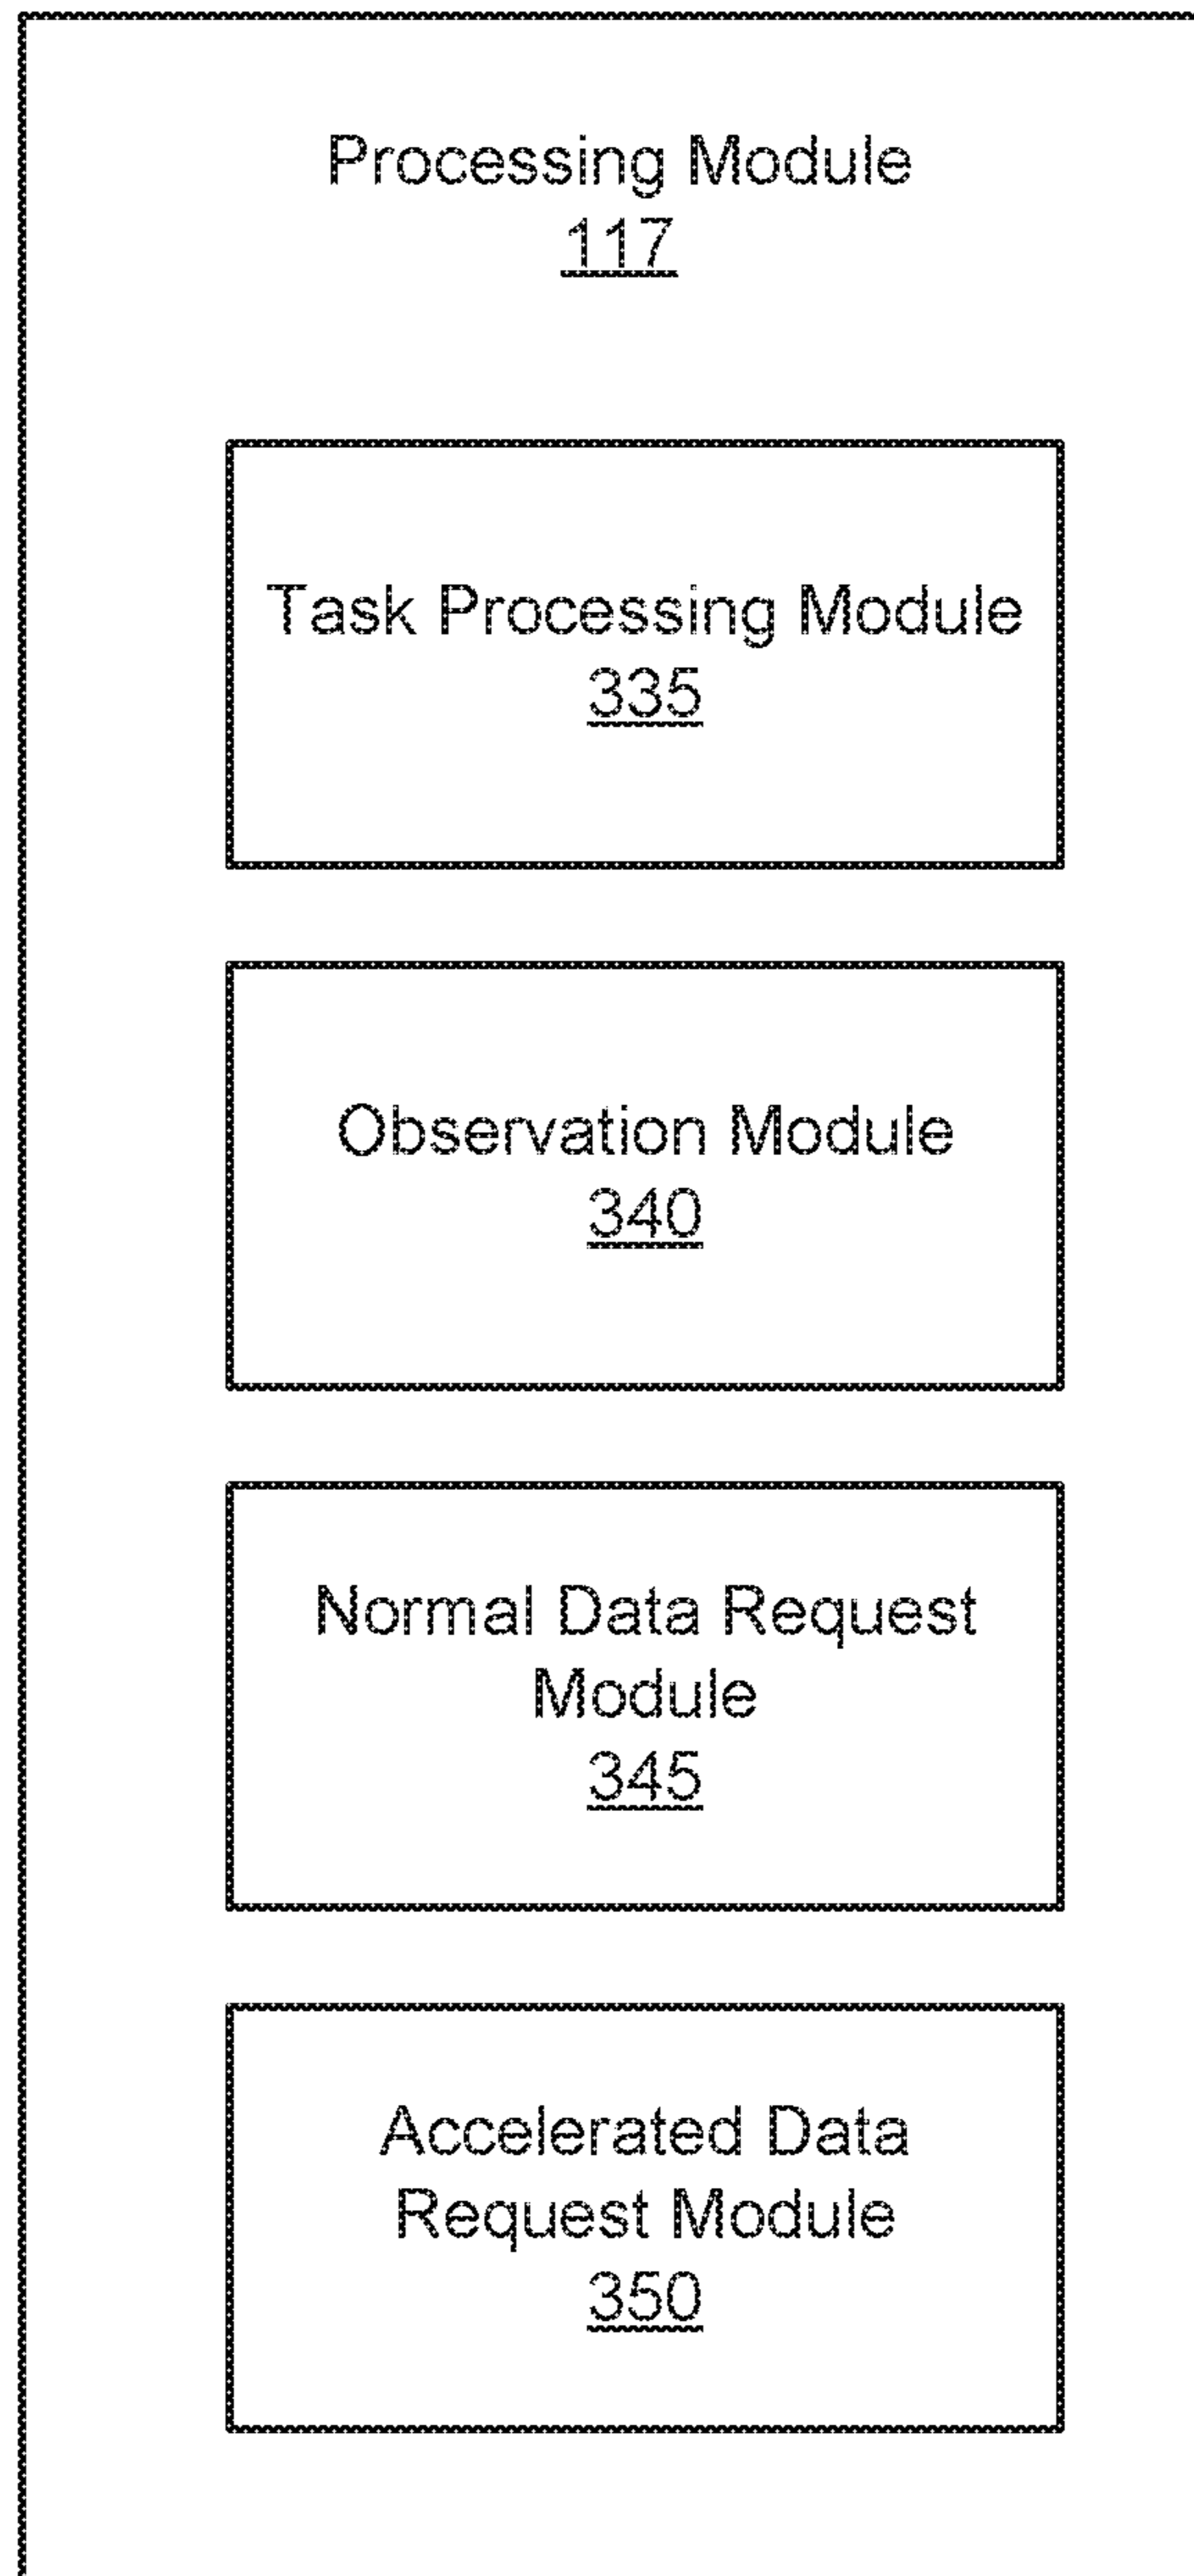 Processing Module
117
Task Processing Module
335
Observation Module
340
Normal Data Request
Module
345
Accelerated Data
Request Module
350